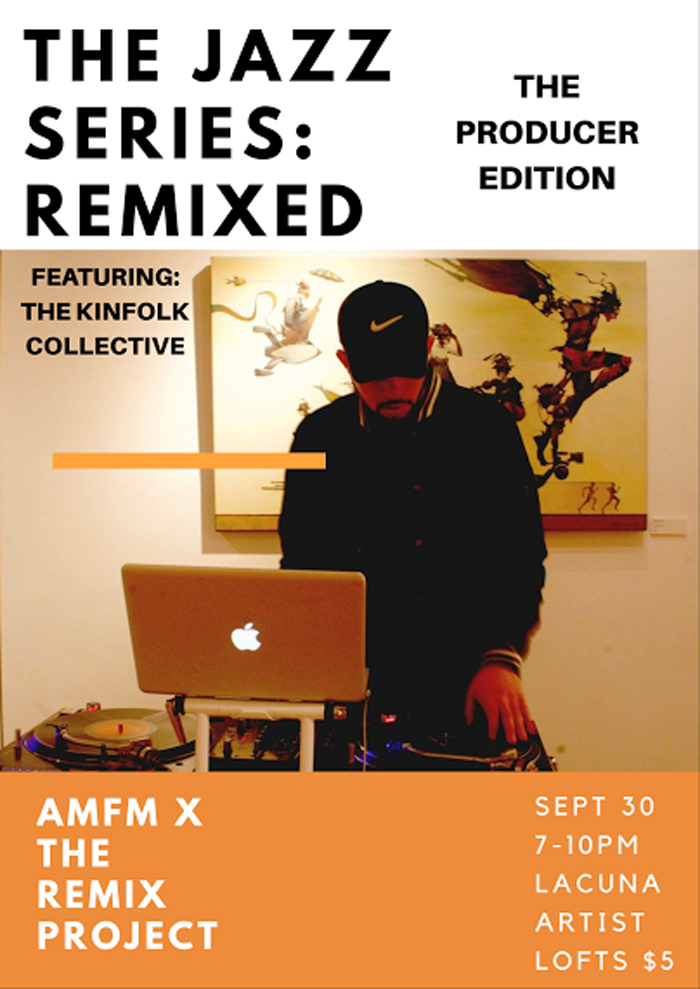 THE JAZZ
SERIES:
REMIXED
THE
PRODUCER
EDITION
FEATURING:
THE KINFOLK
COLLECTIVE
AMFM X
THE
REMIX
PROJECT
SEPT 30
7-10PM
LACUNA
ARTIST
LOFTS $5